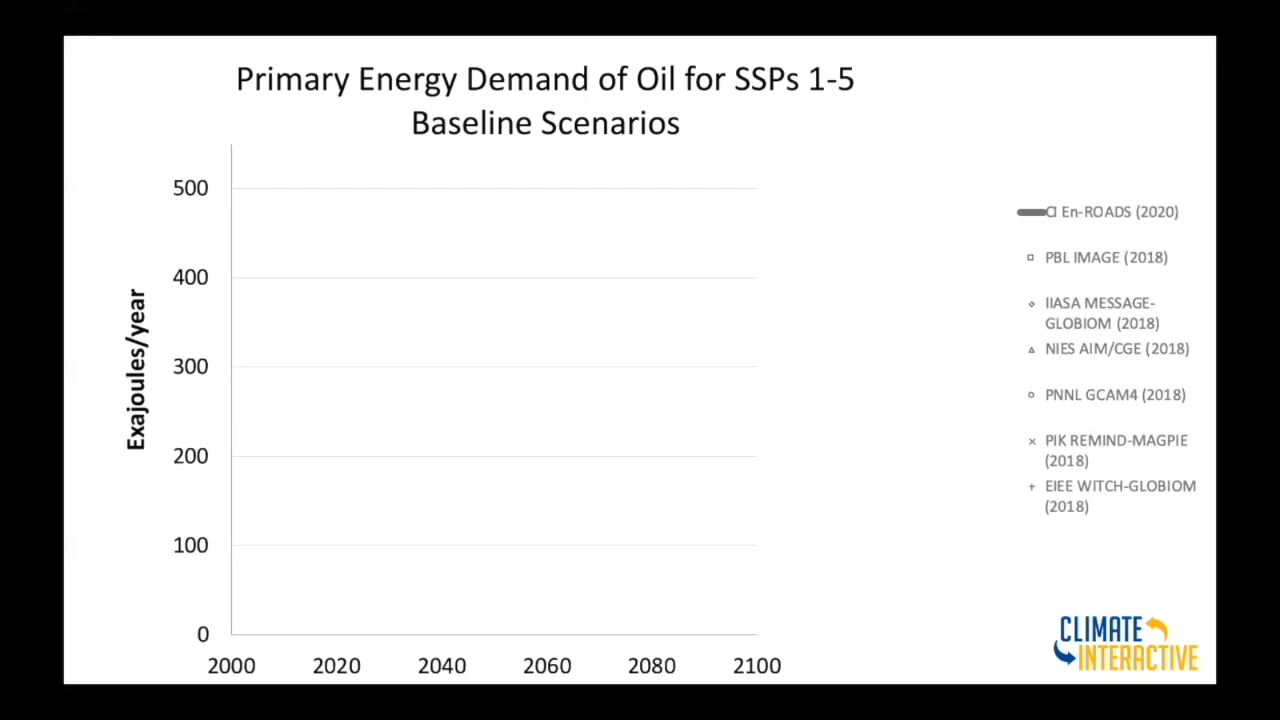 Primary Energy Demand of Oil for SSPs 1-5
Baseline Scenarios
500
400
300
200
100
0
Exajoules/year
2000 2020 2040 2060 2080 2100
CI En-ROADS (2020)
PBL IMAGE (2018)
IIASA MESSAGE-
GLOBIOM (2018)
NIES AIM/CGE (2018)
PNNL GCAM4 (2018)
PIK REMIND-MAGPIE
(2018)
EIEE WITCH-GLOBIOM
(2018)
CLIMATE
INTERACTIVE